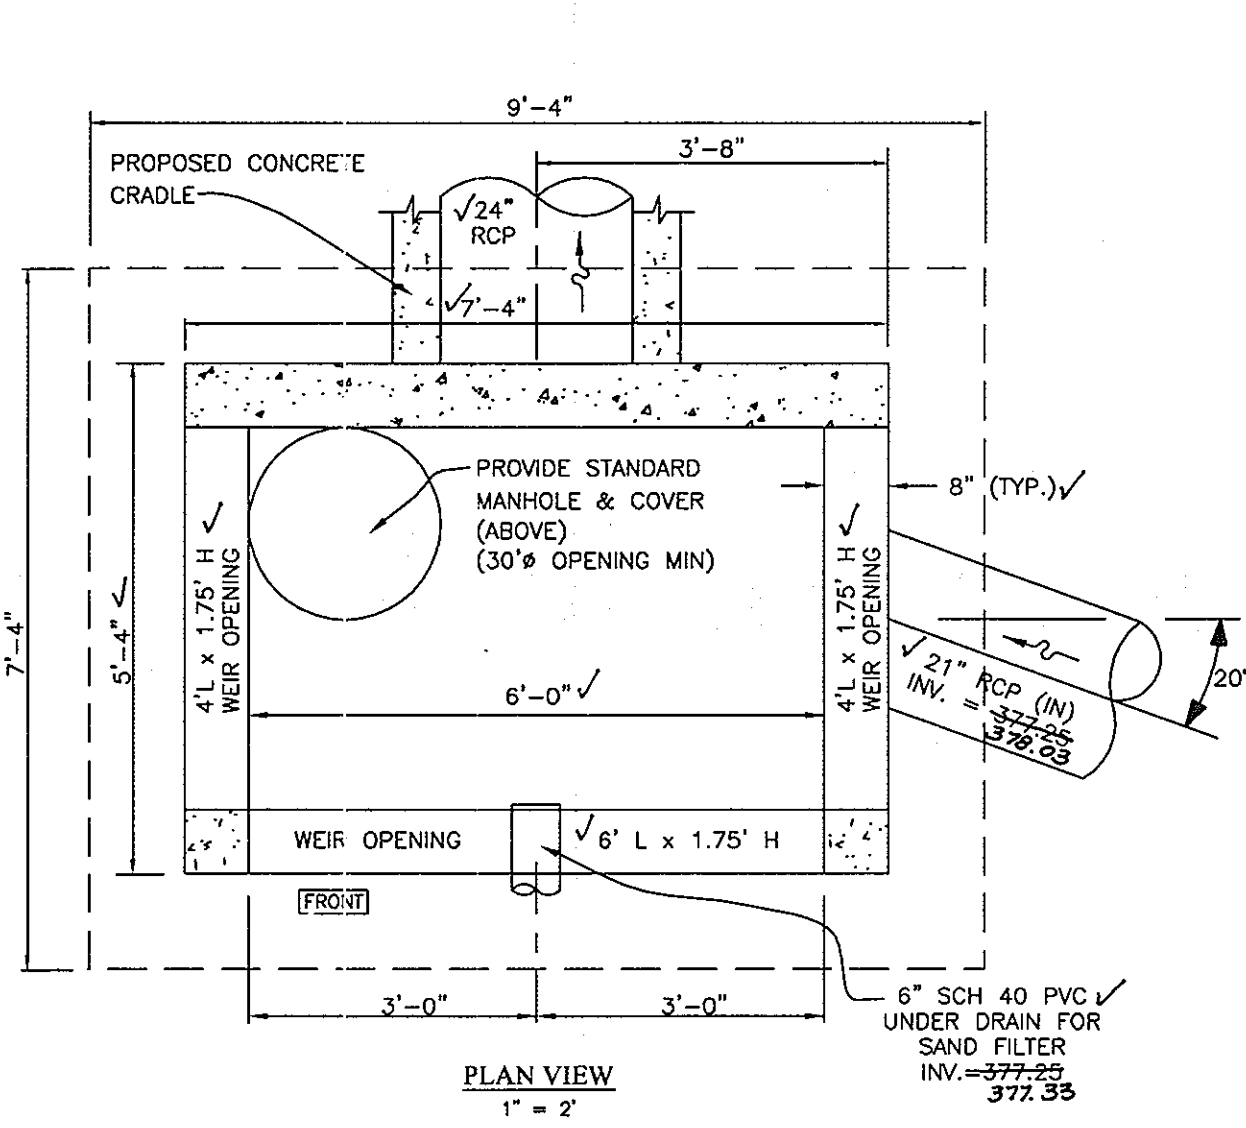 9'-4"
3'-8"
PROPOSED CONCRETE
CRADLE
✓24"
RCP
✓7'-4"
PROVIDE STANDARD
MANHOLE & COVER
(ABOVE)
(30'ø OPENING MIN)
8" (TYP.)✓
4'L x 1.75' H ✓
WEIR OPENING
4'L x 1.75' H ✓
WEIR OPENING
7'-4"
5'-4" ✓
6'-0" ✓
✓ 21" RCP (IN)
INV. = 377.25
378.03
20'
WEIR OPENING
✓ 6' L x 1.75' H
FRONT
3'-0"
3'-0"
6" SCH 40 PVC ✓
UNDER DRAIN FOR
SAND FILTER
INV.=377.25
377.33
PLAN VIEW
1" = 2'